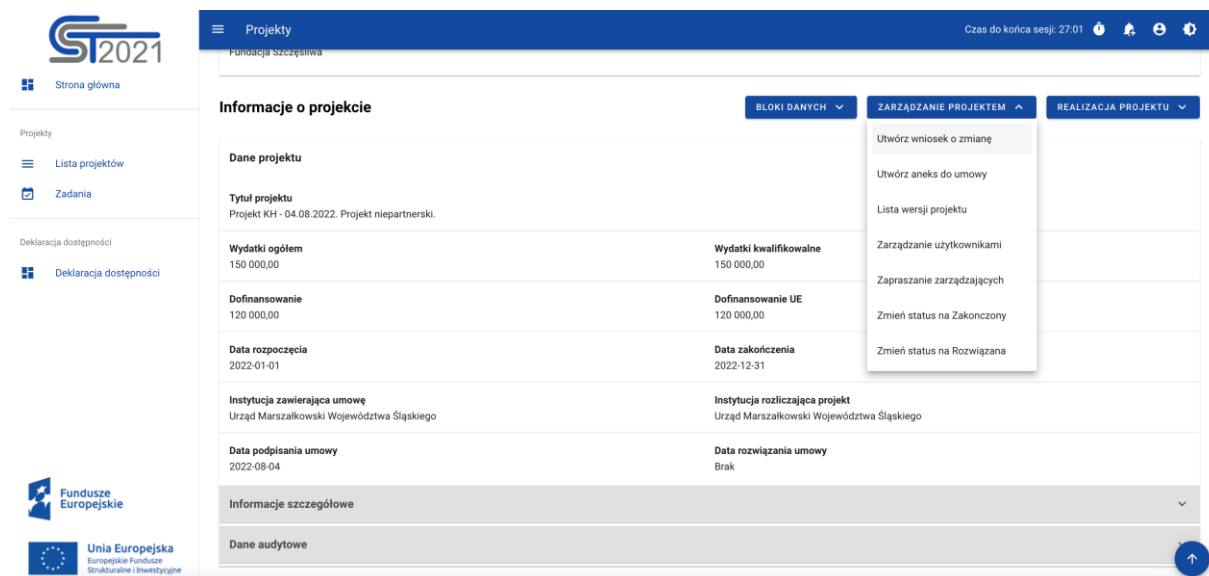 CST2021
Projekty
Czas do końca sesji: 27:01
Strona główna
Projekty
Lista projektów
Zadania
Deklaracja dostępności
Deklaracja dostępności
Fundacja Szczęśliwa
Informacje o projekcie
BLOKI DANYCH
ZARZĄDZANIE PROJEKTEM
REALIZACJA PROJEKTU
Utwórz wniosek o zmianę
Utwórz aneks do umowy
Lista wersji projektu
Zarządzanie użytkownikami
Zapraszanie zarządzających
Zmień status na Zakonczony
Zmień status na Rozwiązana
Dane projektu
Tytuł projektu
Projekt KH - 04.08.2022. Projekt niepartnerski.
Wydatki ogółem
150 000,00
Wydatki kwalifikowalne
150 000,00
Dofinansowanie
120 000,00
Dofinansowanie UE
120 000,00
Data rozpoczęcia
2022-01-01
Data zakończenia
2022-12-31
Instytucja zawierająca umowę
Urząd Marszałkowski Województwa Śląskiego
Instytucja rozliczająca projekt
Urząd Marszałkowski Województwa Śląskiego
Data podpisania umowy
2022-08-04
Data rozwiązania umowy
Brak
Informacje szczegółowe
Dane audytowe
Fundusze
Europejskie
Unia Europejska
Europejskie Fundusze
Strukturalne i Inwestycyjne